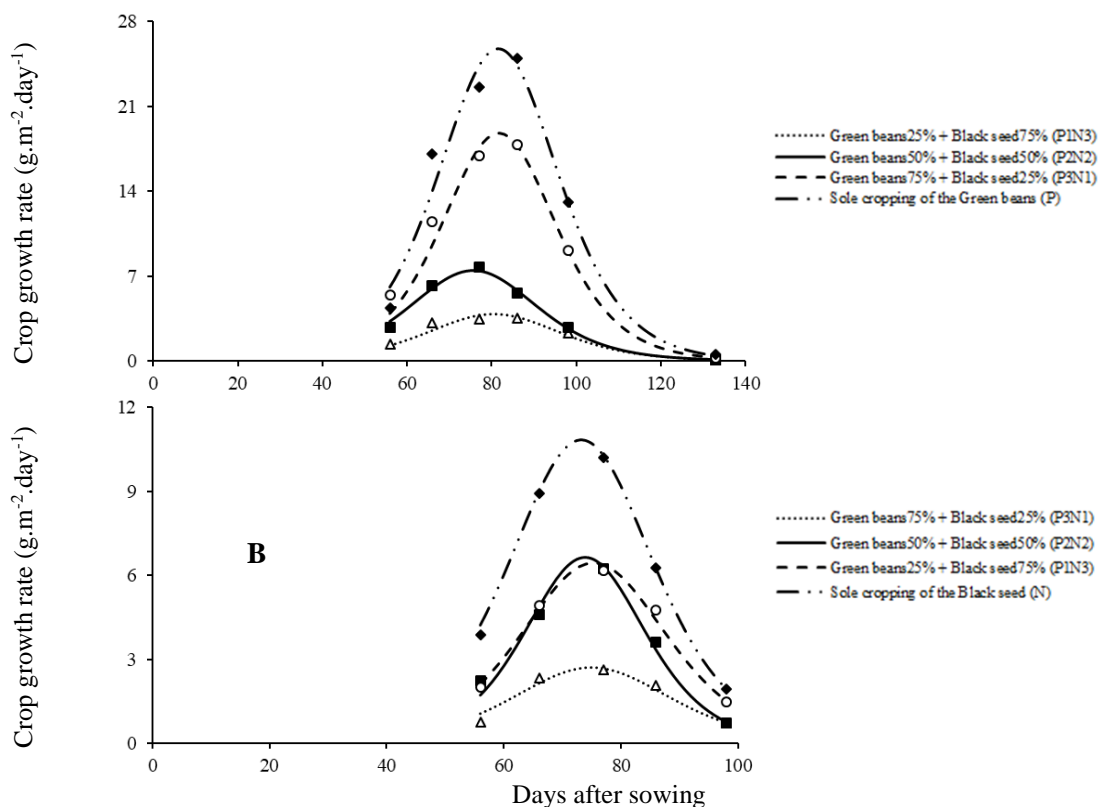 28
21
14
7
0
0 20 40 60 80 100 120 140
Crop growth rate (g.m-2.day-1)
Green beans25% + Black seed75% (P1N3)
Green beans50% + Black seed50% (P2N2)
Green beans75% + Black seed25% (P3N1)
Sole cropping of the Green beans (P)
12
9
6
3
0
0 20 40 60 80 100
Crop growth rate (g.m-2.day-1)
B
Green beans75% + Black seed25% (P3N1)
Green beans50% + Black seed50% (P2N2)
Green beans25% + Black seed75% (P1N3)
Sole cropping of the Black seed (N)
Days after sowing